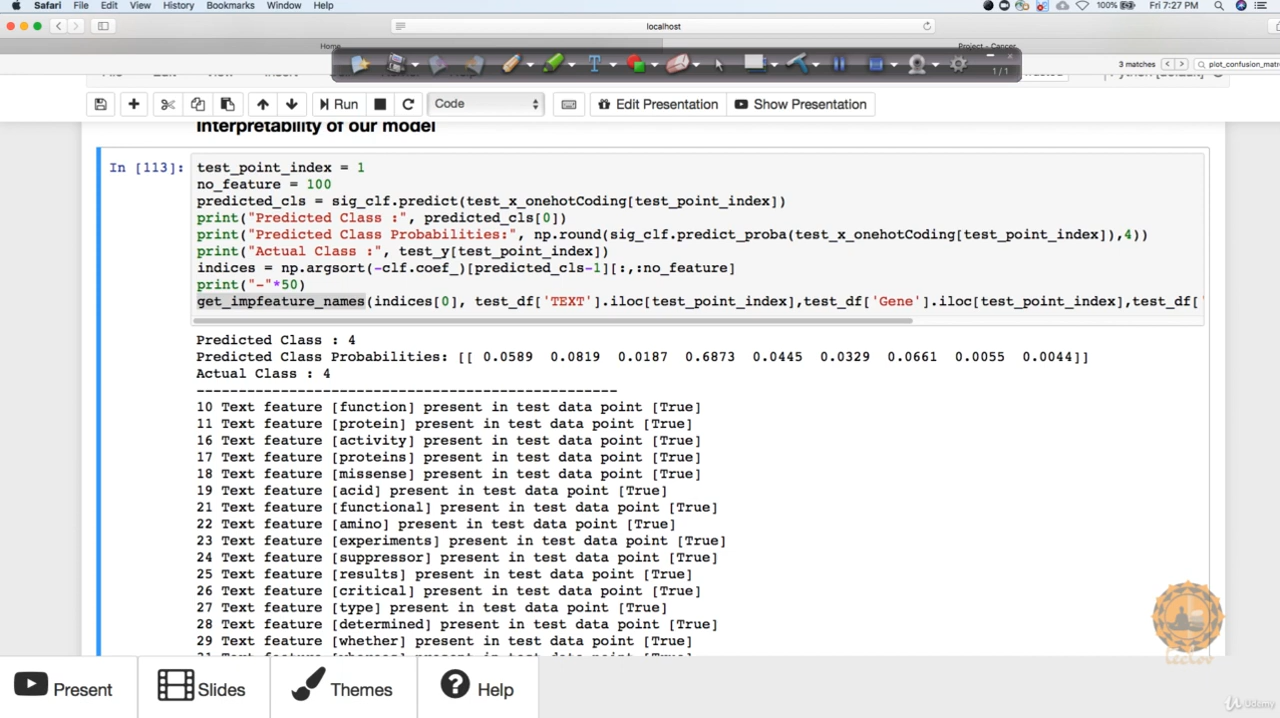 Safari File Edit View History Bookmarks Window Help 100% Fri 7:27 PM
localhost
Home Project - Cancer
3 matches plot_confusion_matr
1/1
Run Code Edit Presentation Show Presentation
Interpretability of our model
In [113]: test_point_index = 1
no_feature = 100
predicted_cls = sig_clf.predict(test_x_onehotCoding[test_point_index])
print("Predicted Class :", predicted_cls[0])
print("Predicted Class Probabilities:", np.round(sig_clf.predict_proba(test_x_onehotCoding[test_point_index]),4))
print("Actual Class :", test_y[test_point_index])
indices = np.argsort(-clf.coef_)[predicted_cls-1][:,:no_feature]
print("-"*50)
get_impfeature_names(indices[0], test_df['TEXT'].iloc[test_point_index],test_df['Gene'].iloc[test_point_index],test_df['
Predicted Class : 4
Predicted Class Probabilities: [[ 0.0589 0.0819 0.0187 0.6873 0.0445 0.0329 0.0661 0.0055 0.0044]]
Actual Class : 4
--------------------------------------------------
10 Text feature [function] present in test data point [True]
11 Text feature [protein] present in test data point [True]
16 Text feature [activity] present in test data point [True]
17 Text feature [proteins] present in test data point [True]
18 Text feature [missense] present in test data point [True]
19 Text feature [acid] present in test data point [True]
21 Text feature [functional] present in test data point [True]
22 Text feature [amino] present in test data point [True]
23 Text feature [experiments] present in test data point [True]
24 Text feature [suppressor] present in test data point [True]
25 Text feature [results] present in test data point [True]
26 Text feature [critical] present in test data point [True]
27 Text feature [type] present in test data point [True]
28 Text feature [determined] present in test data point [True]
29 Text feature [whether] present in test data point [True]
Present Slides Themes Help
Udemy